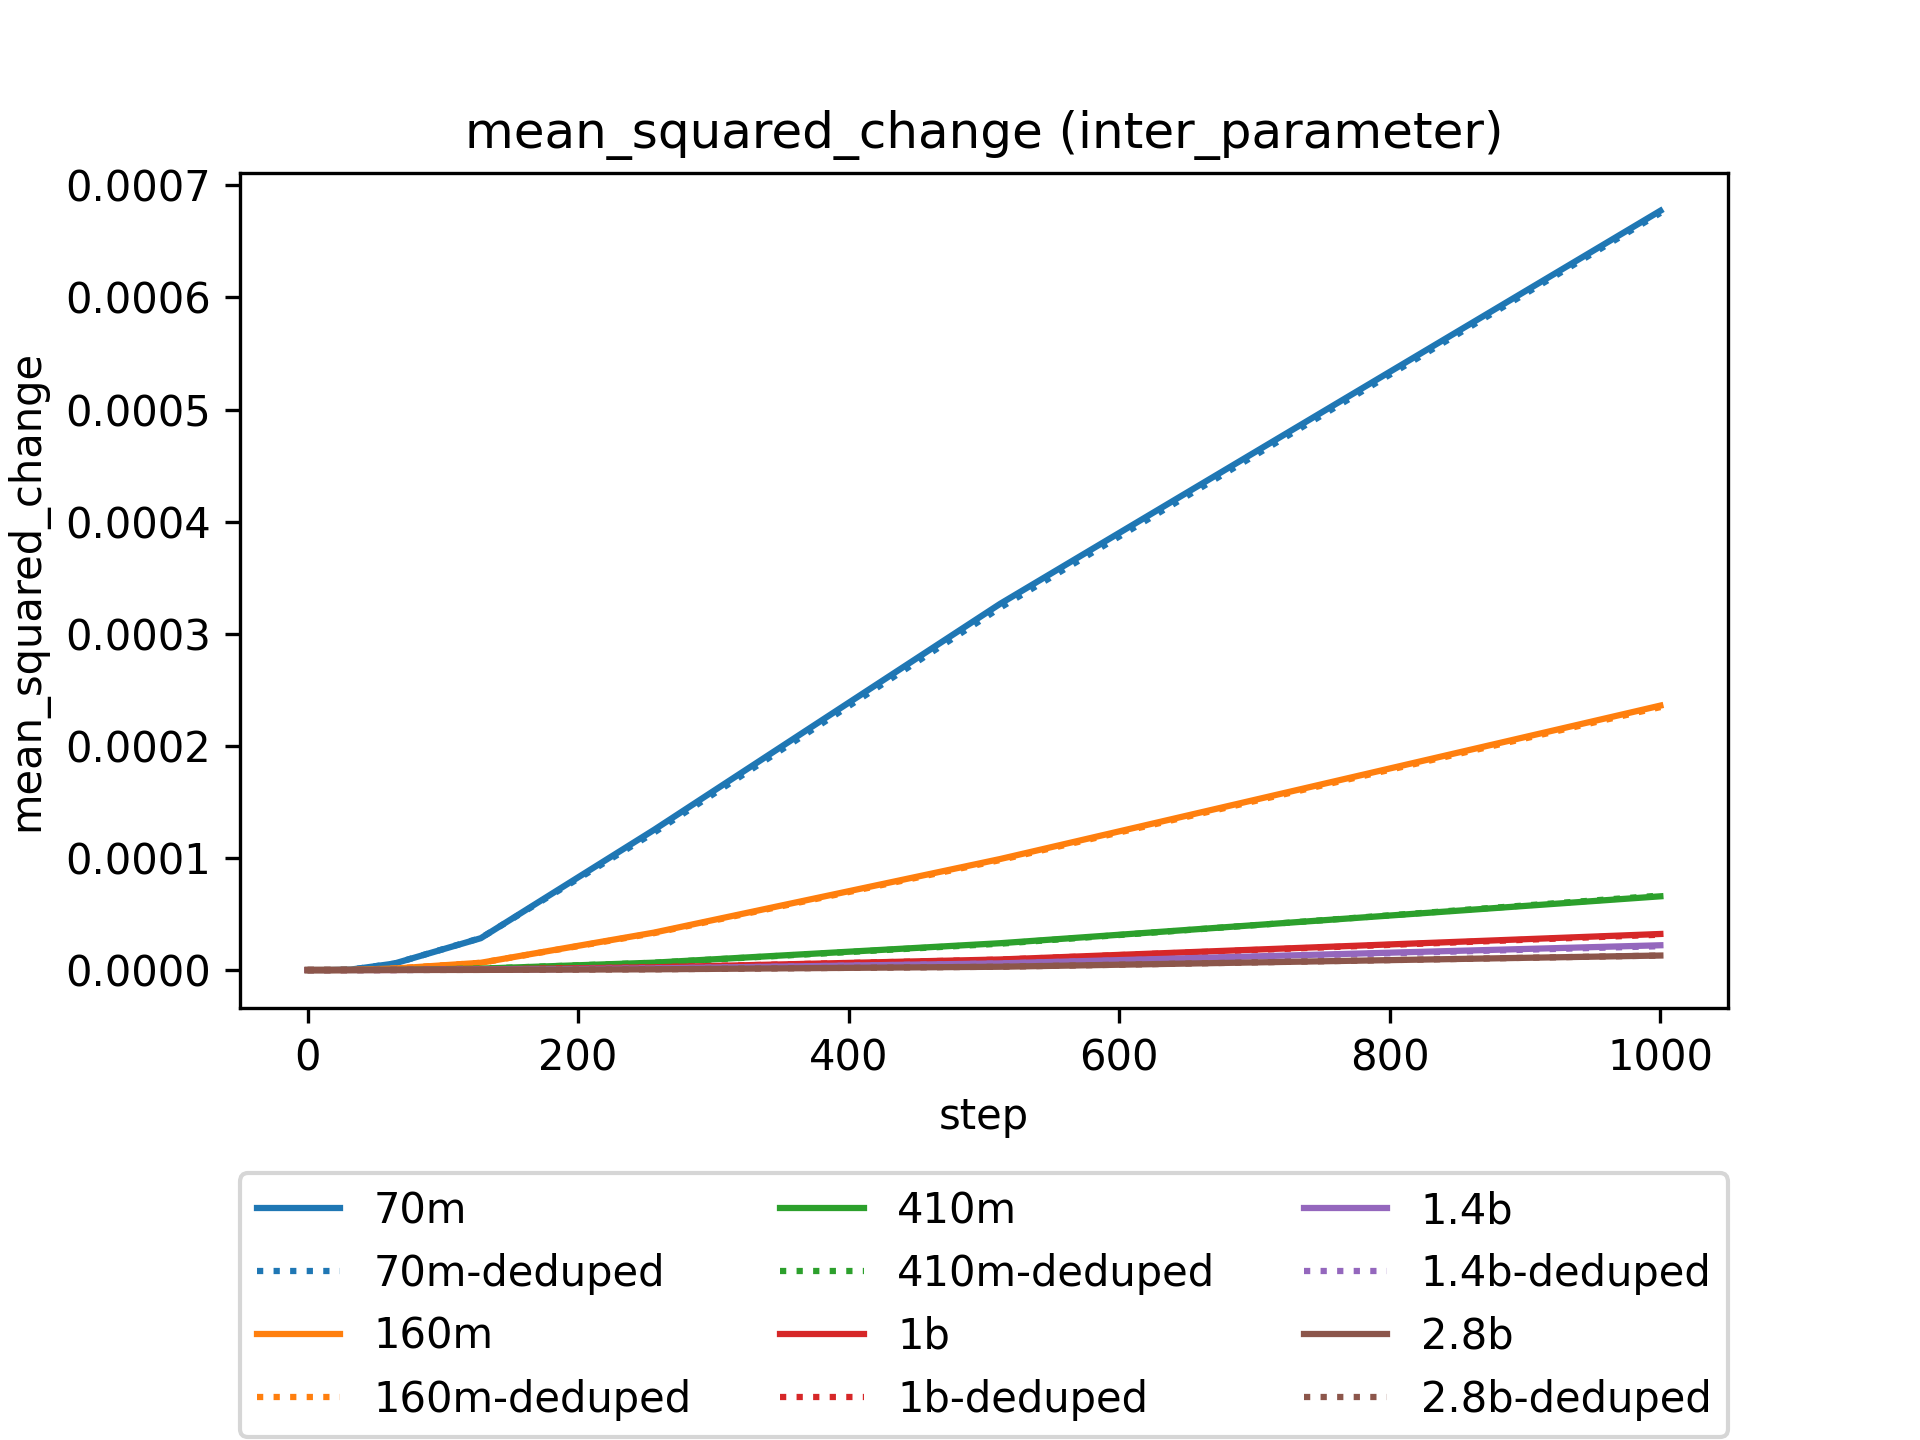 mean_squared_change (inter_parameter)
mean_squared_change
0.0007
0.0006
0.0005
0.0004
0.0003
0.0002
0.0001
0.0000
0 200 400 600 800 1000
step
70m
70m-deduped
160m
160m-deduped
410m
410m-deduped
1b
1b-deduped
1.4b
1.4b-deduped
2.8b
2.8b-deduped